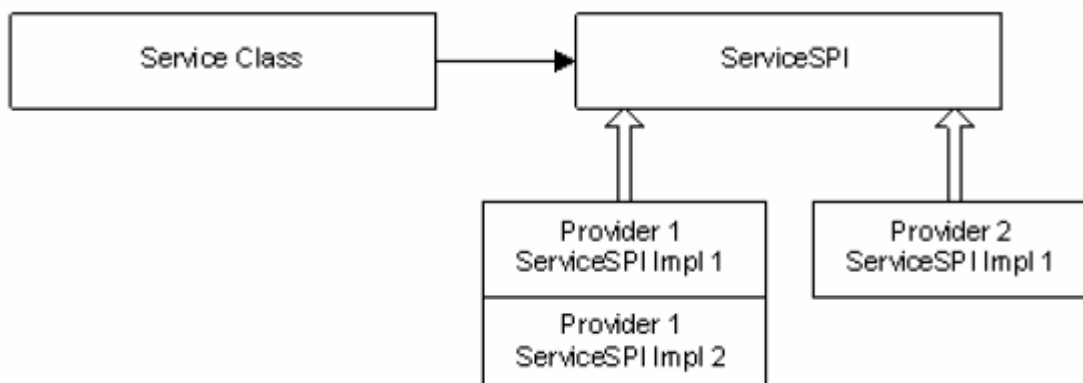 Service Class
ServiceSPI
Provider 1
ServiceSPI Impl 1
Provider 2
ServiceSPI Impl 1
Provider 1
ServiceSPI Impl 2